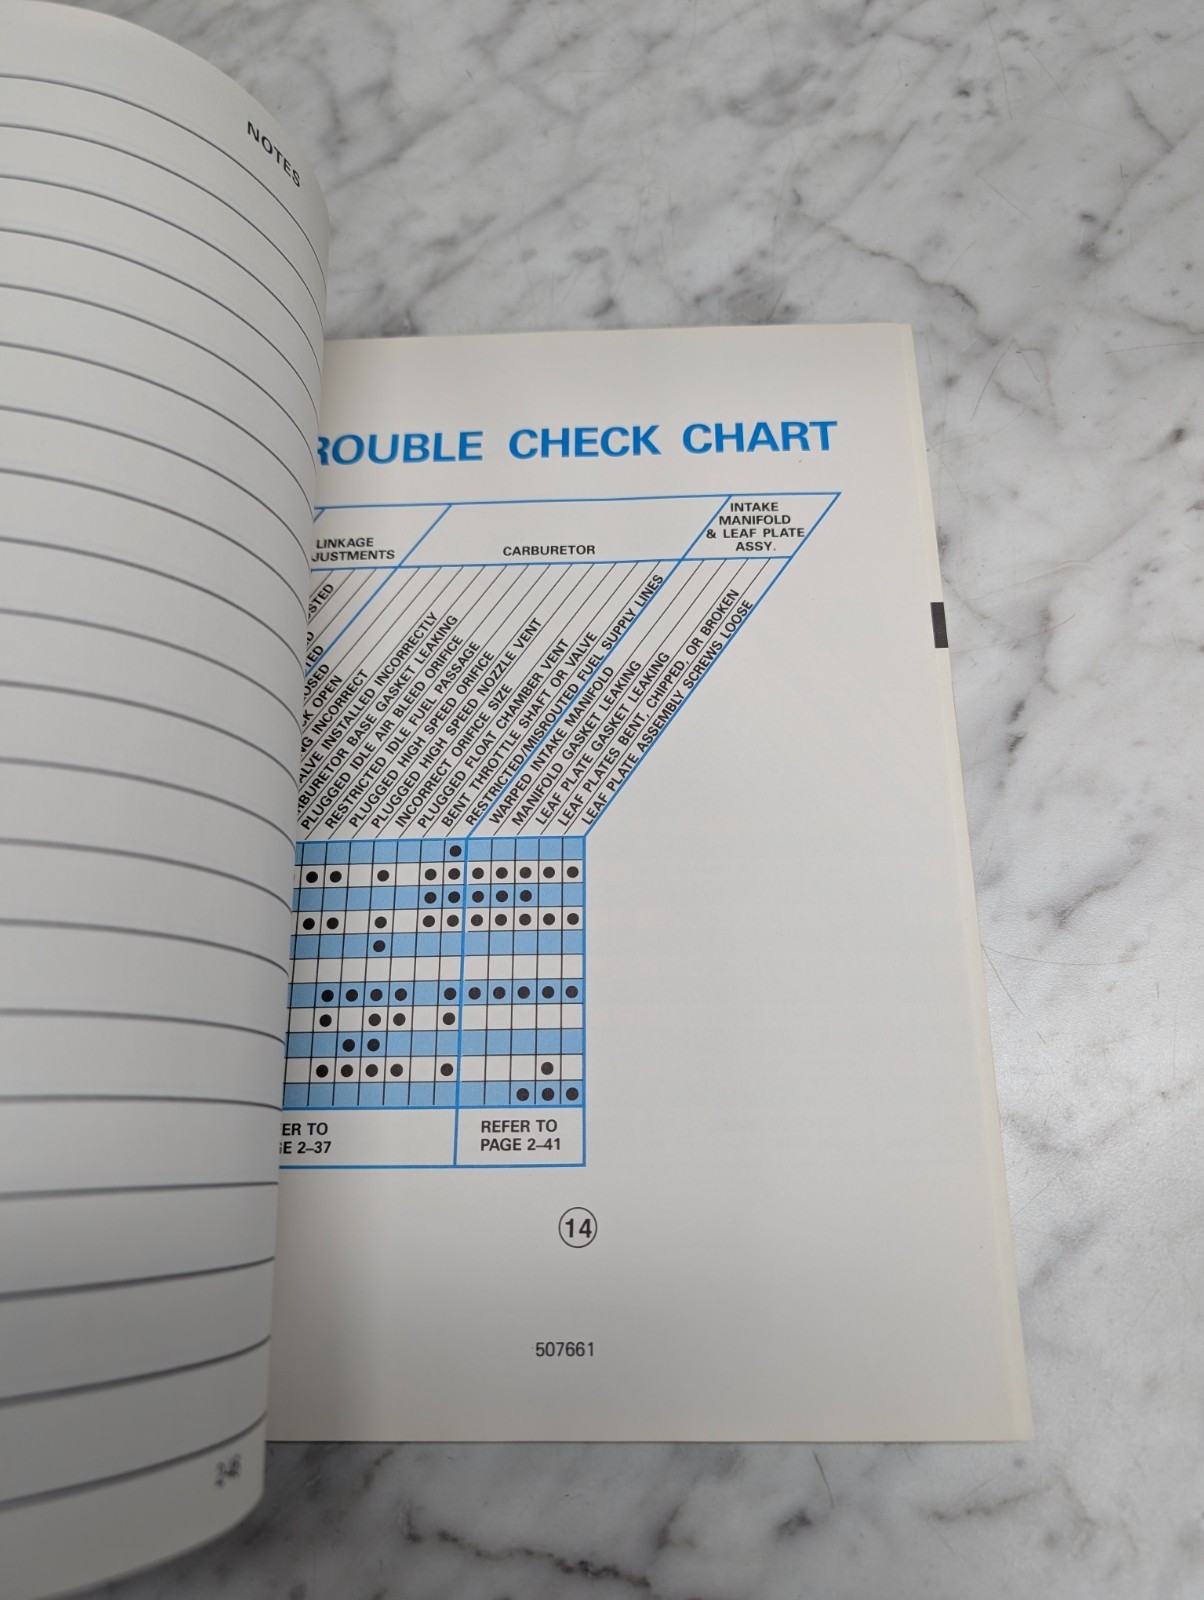 NOTES
ROUBLE CHECK CHART
LINKAGE
JUSTMENTS
CARBURETOR
INTAKE
MANIFOLD
& LEAF PLATE
ASSY.
STED
TED
OSED
CK OPEN
NG INCORRECT
ALVE INSTALLED INCORRECTLY
RBURETOR BASE GASKET LEAKING
PLUGGED IDLE AIR BLEED ORIFICE
RESTRICTED IDLE FUEL PASSAGE
PLUGGED HIGH SPEED ORIFICE
PLUGGED HIGH SPEED NOZZLE VENT
INCORRECT ORIFICE SIZE
PLUGGED FLOAT CHAMBER VENT
BENT THROTTLE SHAFT OR VALVE
RESTRICTED/MISROUTED FUEL SUPPLY LINES
WARPED INTAKE MANIFOLD
MANIFOLD GASKET LEAKING
LEAF PLATE GASKET LEAKING
LEAF PLATES BENT, CHIPPED, OR BROKEN
LEAF PLATE ASSEMBLY SCREWS LOOSE
ER TO
GE 2–37
REFER TO
PAGE 2–41
14
507661